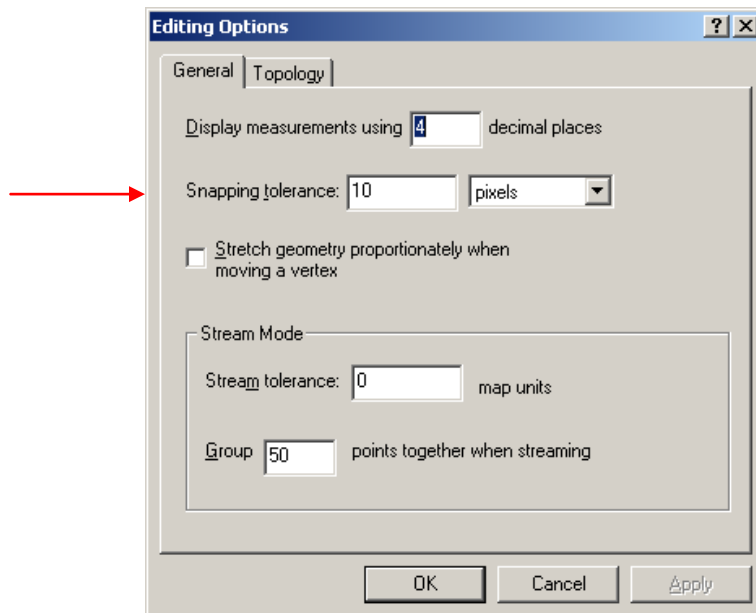 Editing Options
General Topology
Display measurements using 4 decimal places
Snapping tolerance: 10 pixels
Stretch geometry proportionately when
moving a vertex
Stream Mode
Stream tolerance: 0 map units
Group 50 points together when streaming
OK Cancel Apply